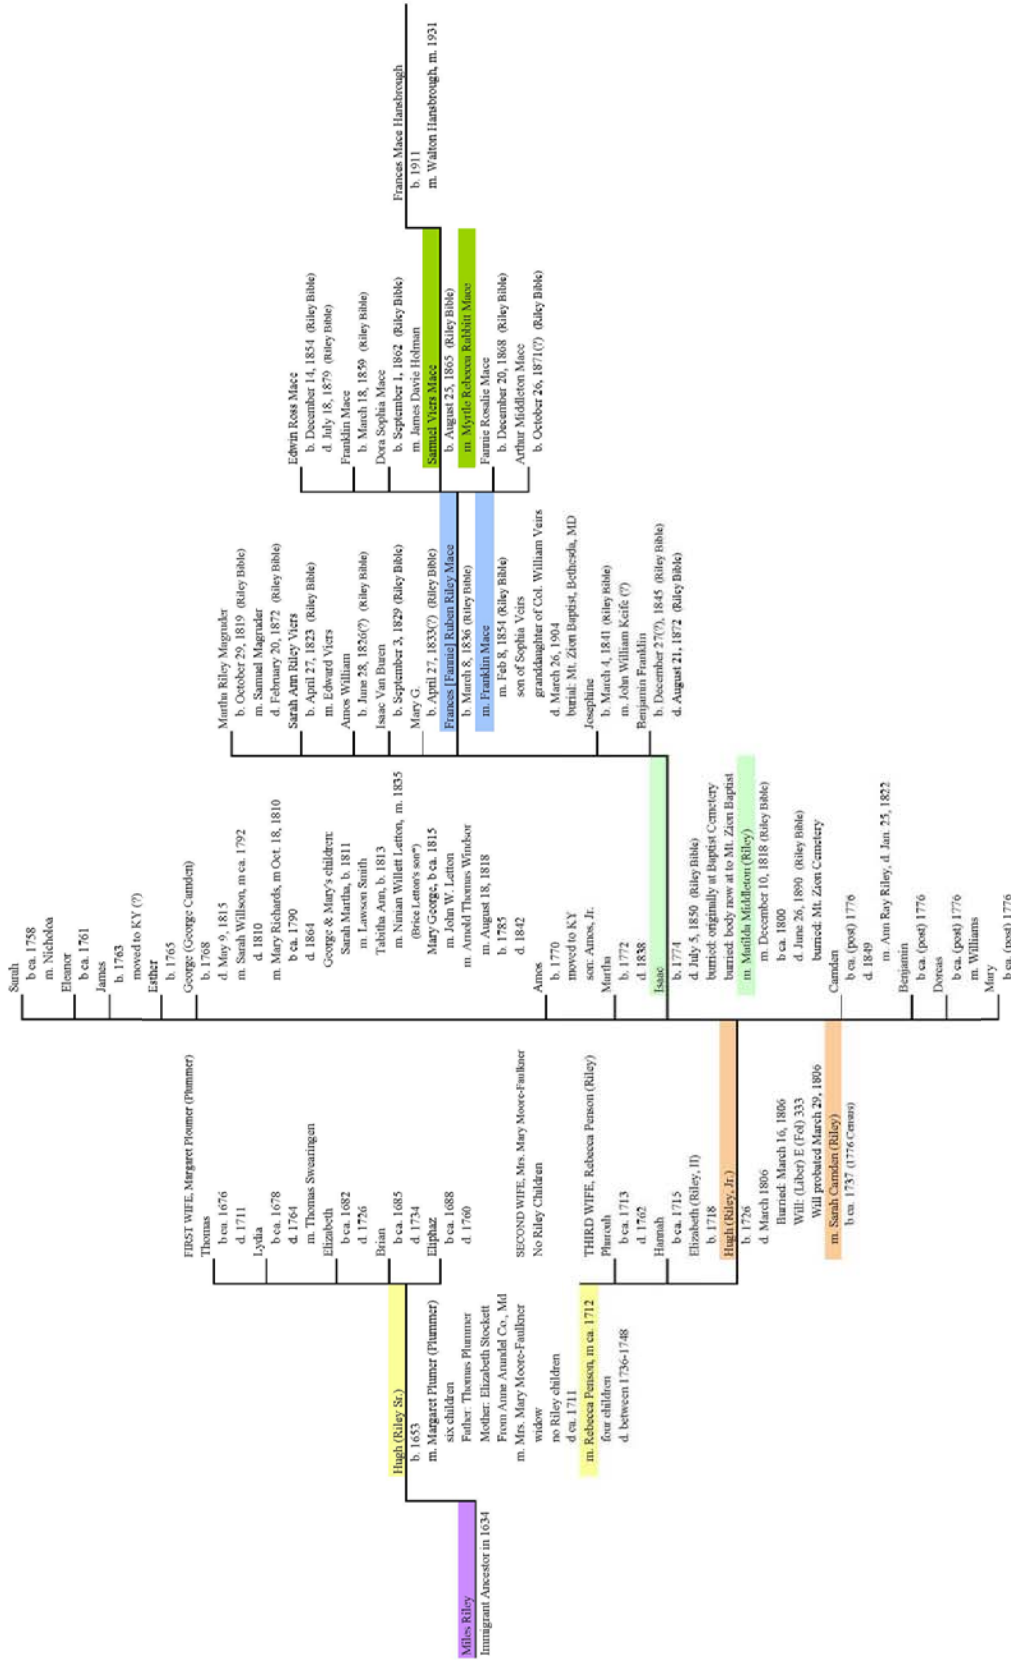 Miles Riley
Immigrant Ancestor in 1634
Hugh (Riley Sr.)
b. 1653
m. Margaret Plumer (Plummer)
six children
Father: Thomas Plummer
Mother: Elizabeth Stockett
From Anne Arundel Co., Md
m. Mrs. Mary Moore-Faulkner
widow
no Riley children
d ca. 1711
m. Rebecca Penson, m ca. 1712
four children
d. between 1736-1748
FIRST WIFE, Margaret Ploumer (Plummer)
Thomas
b ca. 1676
d. 1711
Lydia
b ca. 1678
d. 1764
m. Thomas Swearingen
Elizabeth
b ca. 1682
d. 1726
Brian
b ca. 1685
d. 1734
Eliphaz
b ca. 1688
d. 1760
SECOND WIFE, Mrs. Mary Moore-Faulkner
No Riley Children
THIRD WIFE, Rebecca Penson (Riley)
Pharoah
b ca. 1713
d. 1762
Hannah
b ca. 1715
Elizabeth (Riley, II)
b. 1718
Hugh (Riley, Jr.)
b. 1726
d. March 1806
Burried: March 16, 1806
Will: (Liber) E (Fol) 333
Will probated March 29, 1806
m. Sarah Camden (Riley)
b ca. 1737 (1776 Census)
Sarah
b ca. 1758
m. Nicholoa
Eleanor
b ca. 1761
James
b. 1763
moved to KY (?)
Esther
b. 1765
George (George Camden)
b. 1768
d. May 9, 1815
m. Sarah Willson, m ca. 1792
d. 1810
m. Mary Richards, m Oct. 18, 1810
b ca. 1790
d. 1864
George & Mary's children:
Sarah Martha, b. 1811
m. Lawson Smith
Tabitha Ann, b. 1813
m. Ninian Willett Letton, m. 1835
(Brice Letton's son*)
Mary George, b ca. 1815
m. John W. Letton
m. Arnold Thomas Windsor
m. August 18, 1818
b. 1785
d. 1842
Amos
b. 1770
moved to KY
son: Amos, Jr.
Martha
b. 1772
d. 1838
Isaac
b. 1774
d. July 5, 1850 (Riley Bible)
burried: originally at Baptist Cemetery
burried: body now at to Mt. Zion Baptist
m. Matilda Middleton (Riley)
m. December 10, 1818 (Riley Bible)
b ca. 1800
d. June 26, 1890 (Riley Bible)
burried: Mt. Zion Cemetery
Camden
b ca. (post) 1776
d. 1849
m. Ann Ray Riley, d. Jan. 25, 1822
Benjamin
b ca. (post) 1776
Dorcas
b ca. (post) 1776
m. Williams
Mary
b ca. (post) 1776
Martha Riley Magruder
b. October 29, 1819 (Riley Bible)
m. Samuel Magruder
d. February 20, 1872 (Riley Bible)
Sarah Ann Riley Viers
b. April 27, 1823 (Riley Bible)
m. Edward Viers
Amos William
b. June 28, 1826(?) (Riley Bible)
Isaac Van Buren
b. September 3, 1829 (Riley Bible)
Mary G.
b. April 27, 1833(?) (Riley Bible)
Frances [Fannie] Ruben Riley Mace
b. March 8, 1836 (Riley Bible)
m. Franklin Mace
m. Feb 8, 1854 (Riley Bible)
son of Sophia Veirs
granddaughter of Col. William Veirs
d. March 26, 1904
burial: Mt. Zion Baptist, Bethesda, MD
Josephine
b. March 4, 1841 (Riley Bible)
m. John William Keife (?)
Benjamin Franklin
b. December 27(?), 1845 (Riley Bible)
d. August 21, 1872 (Riley Bible)
Edwin Ross Mace
b. December 14, 1854 (Riley Bible)
d. July 18, 1879 (Riley Bible)
Franklin Mace
b. March 18, 1859 (Riley Bible)
Dora Sophia Mace
b. September 1, 1862 (Riley Bible)
m. James Davie Holman
Samuel Viers Mace
b. August 25, 1865 (Riley Bible)
m. Myrtle Rebecca Rabbitt Mace
Fannie Rosalie Mace
b. December 20, 1868 (Riley Bible)
Arthur Middleton Mace
b. October 26, 1871(?) (Riley Bible)
Frances Mace Hansbrough
b. 1911
m. Walton Hansbrough, m. 1931